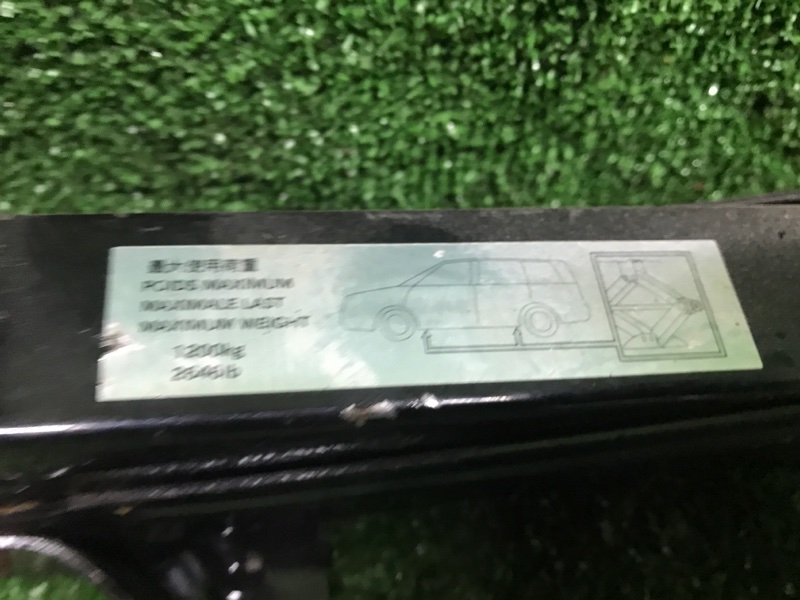 最大使用荷重
POIDS MAXIMUM
MAXIMALE LAST
MAXIMUM WEIGHT
1200kg
2646lb